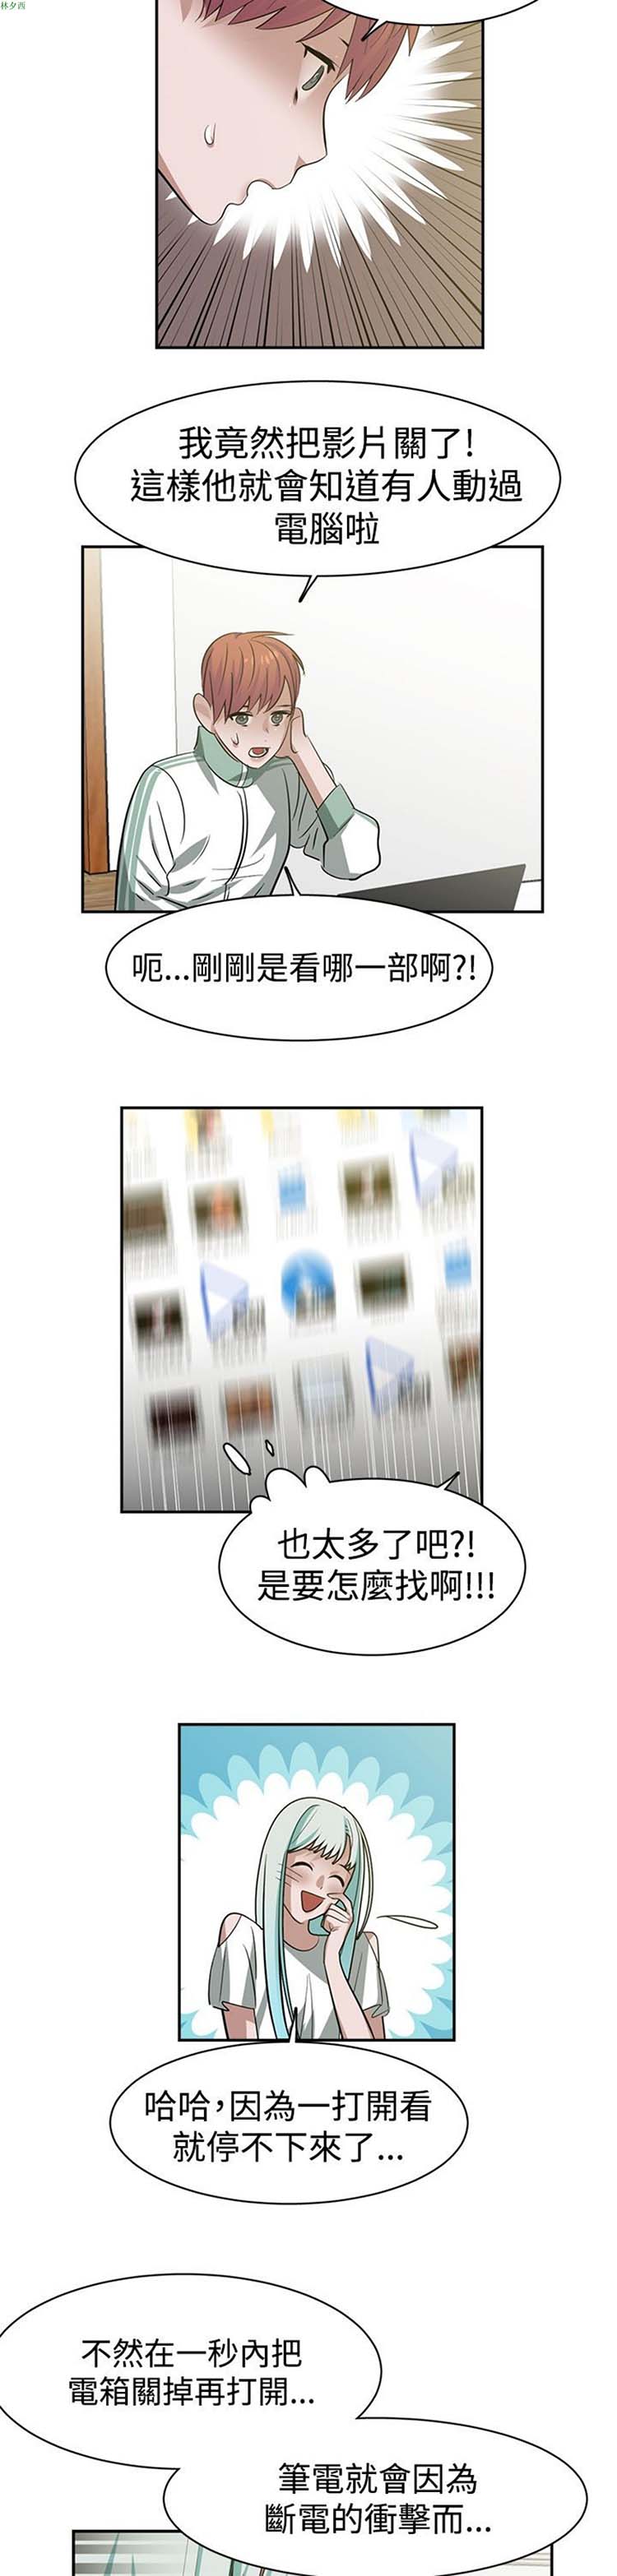 林夕西
我竟然把影片關了!
這樣他就會知道有人動過
電腦啦
呃...剛剛是看哪一部啊?!
也太多了吧?!
是要怎麼找啊!!!
哈哈,因為一打開看
就停不下來了...
不然在一秒內把
電箱關掉再打開...
筆電就會因為
斷電的衝擊而...